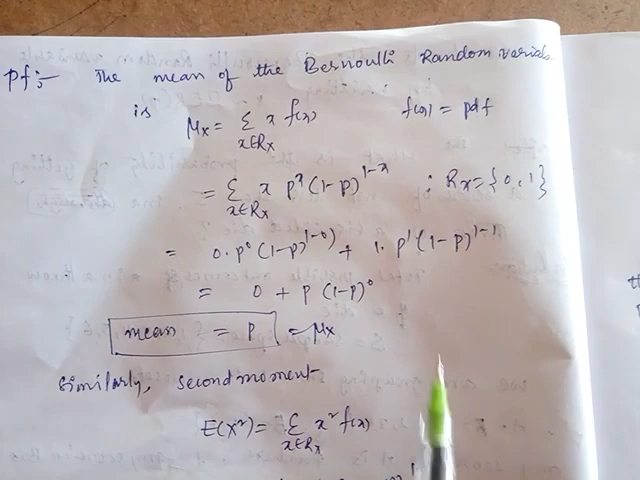 Pf:- The mean of the Bernoulli Random variab
is μx = Σ x∈Rx x f(x) f(x) = pdf
= Σ x∈Rx x p^x (1-p)^1-x ; Rx = {0, 1}
= 0. p^0 (1-p)^1-0) + 1. p^1 (1-p)^1-1
= 0 + p (1-p)^0
mean = p = μx
Similarly, second moment
E(X²) = Σ x∈Rx x² f(x)